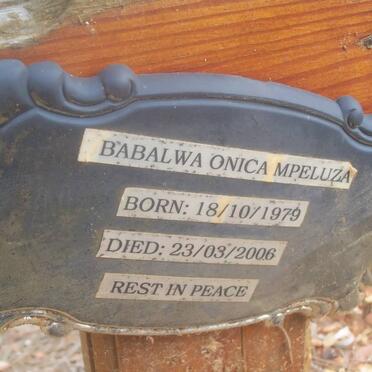 BABALWA ONICA MPELUZA
BORN: 18/10/1979
DIED: 23/03/2006
REST IN PEACE